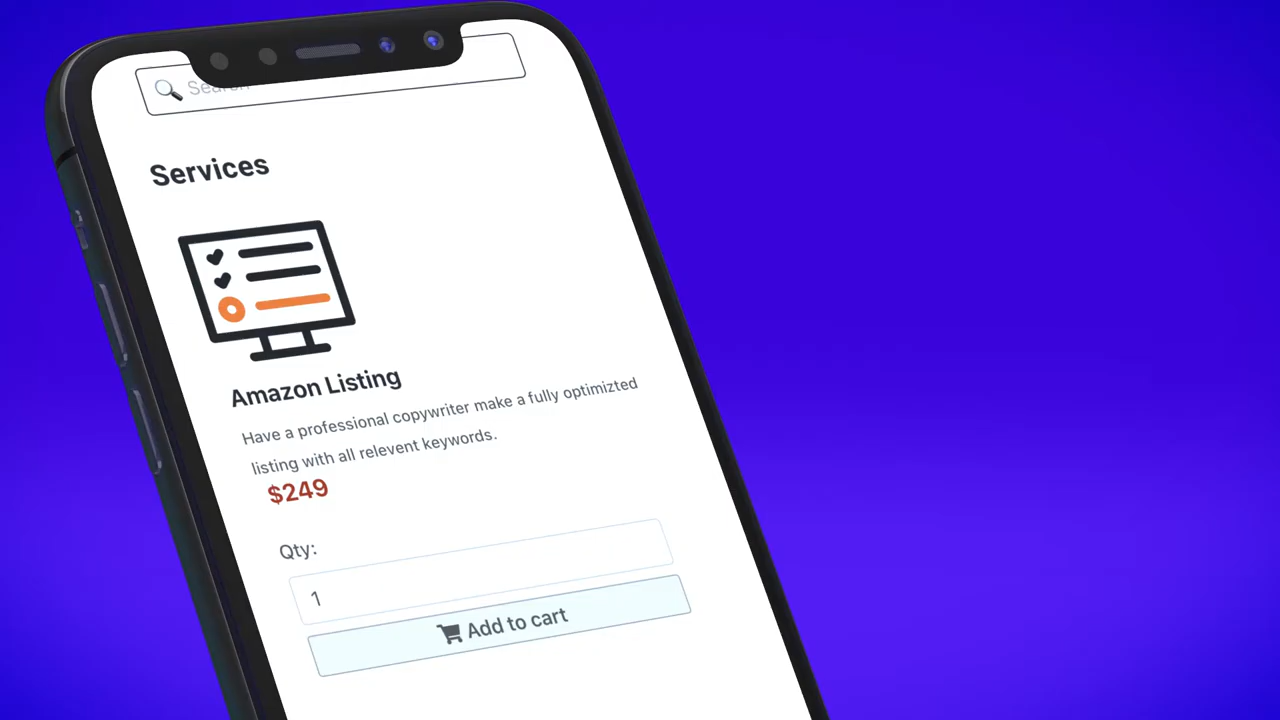 Search
Services
Amazon Listing
Have a professional copywriter make a fully optimizted
listing with all relevent keywords.
$249
Qty:
1
Add to cart